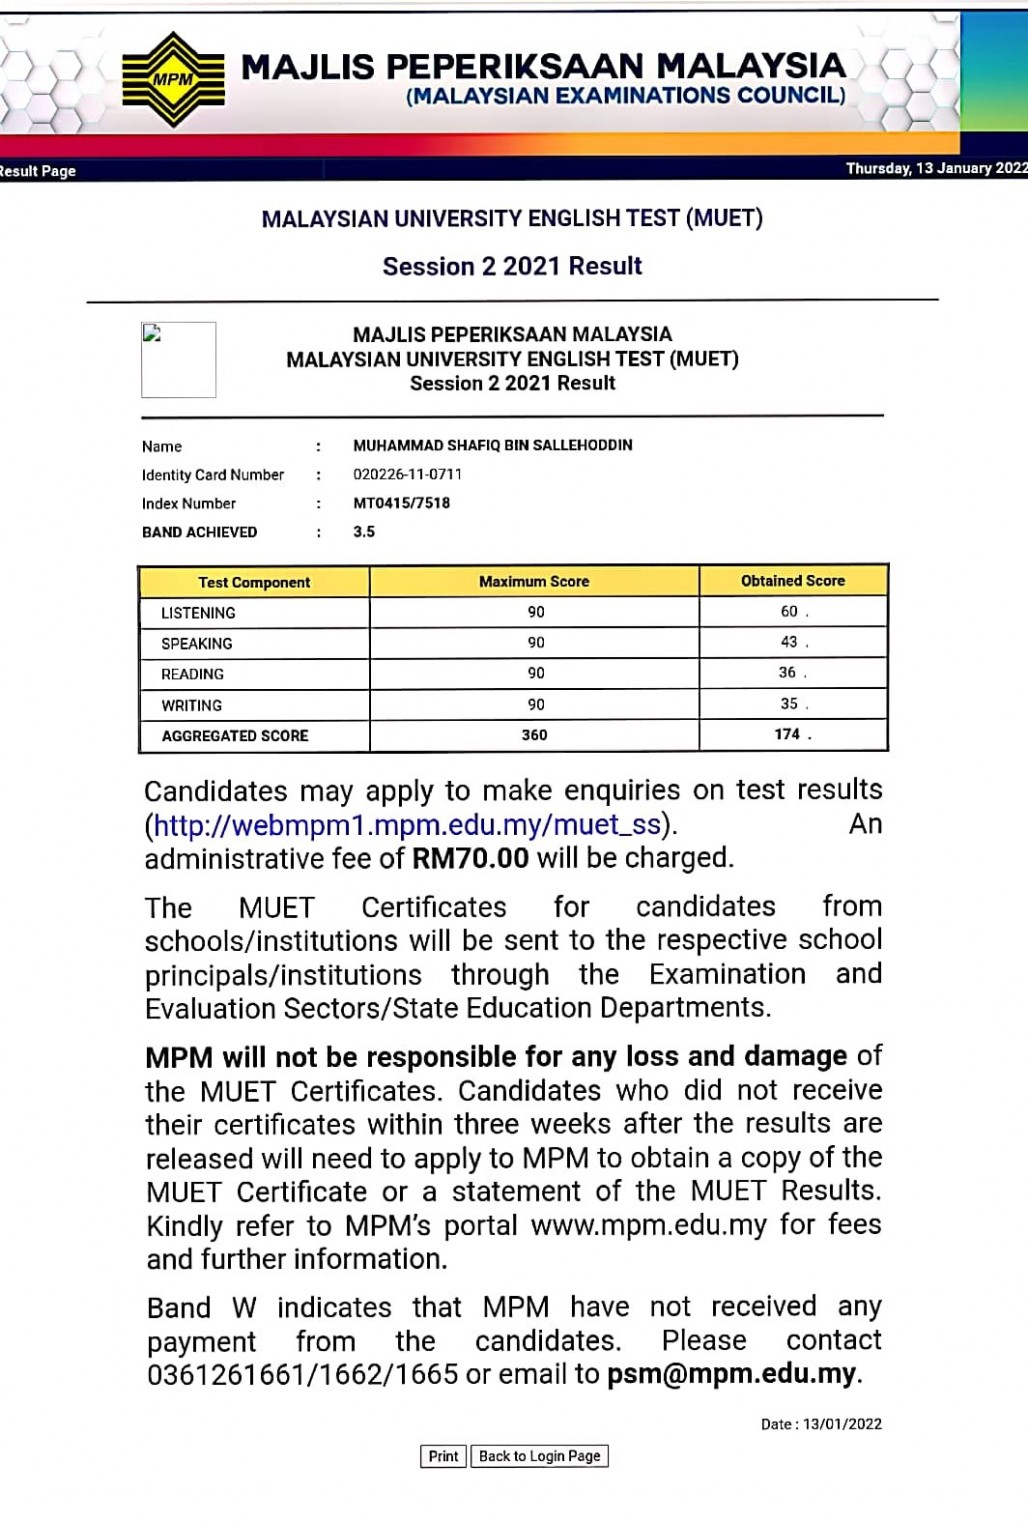 MPM
MAJLIS PEPERIKSAAN MALAYSIA
(MALAYSIAN EXAMINATIONS COUNCIL)
Result Page Thursday, 13 January 2022
MALAYSIAN UNIVERSITY ENGLISH TEST (MUET)
Session 2 2021 Result
MAJLIS PEPERIKSAAN MALAYSIA
MALAYSIAN UNIVERSITY ENGLISH TEST (MUET)
Session 2 2021 Result
Name : MUHAMMAD SHAFIQ BIN SALLEHODDIN
Identity Card Number : 020226-11-0711
Index Number : MT0415/7518
BAND ACHIEVED : 3.5
Test Component Maximum Score Obtained Score
LISTENING 90 60 .
SPEAKING 90 43 .
READING 90 36 .
WRITING 90 35 .
AGGREGATED SCORE 360 174 .
Candidates may apply to make enquiries on test results
(http://webmpm1.mpm.edu.my/muet_ss). An
administrative fee of RM70.00 will be charged.
The MUET Certificates for candidates from
schools/institutions will be sent to the respective school
principals/institutions through the Examination and
Evaluation Sectors/State Education Departments.
MPM will not be responsible for any loss and damage of
the MUET Certificates. Candidates who did not receive
their certificates within three weeks after the results are
released will need to apply to MPM to obtain a copy of the
MUET Certificate or a statement of the MUET Results.
Kindly refer to MPM's portal www.mpm.edu.my for fees
and further information.
Band W indicates that MPM have not received any
payment from the candidates. Please contact
0361261661/1662/1665 or email to psm@mpm.edu.my.
Date : 13/01/2022
Print Back to Login Page